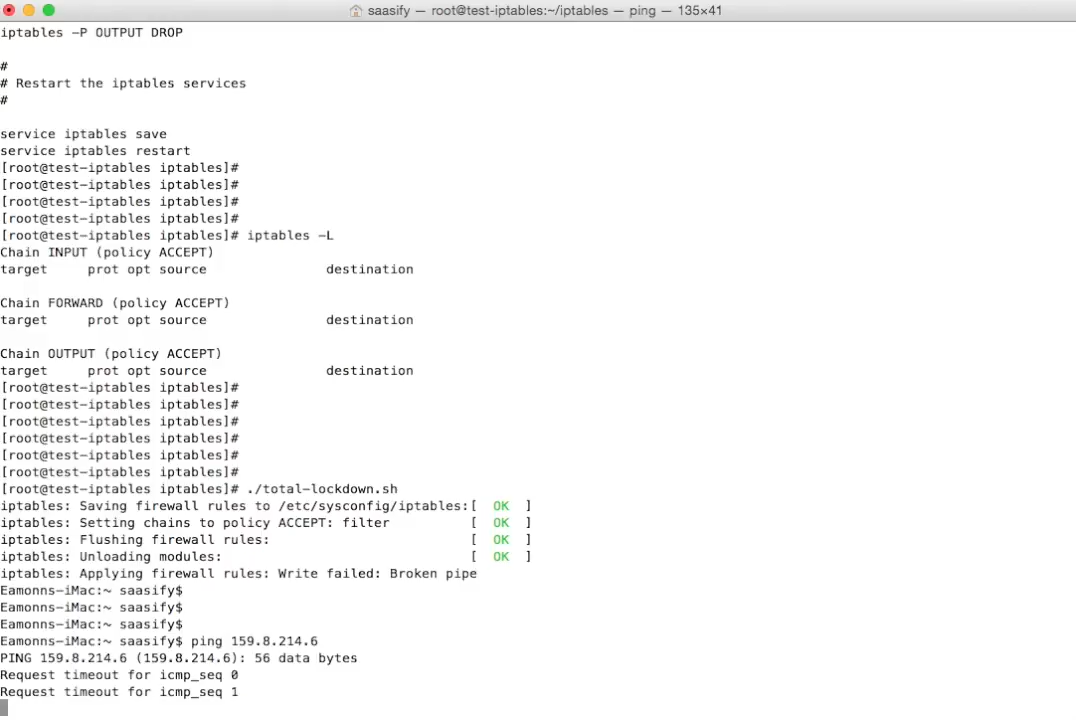 saasify — root@test-iptables:~/iptables — ping — 135×41
iptables -P OUTPUT DROP
#
# Restart the iptables services
#
service iptables save
service iptables restart
[root@test-iptables iptables]#
[root@test-iptables iptables]#
[root@test-iptables iptables]#
[root@test-iptables iptables]#
[root@test-iptables iptables]# iptables -L
Chain INPUT (policy ACCEPT)
target     prot opt source               destination
Chain FORWARD (policy ACCEPT)
target     prot opt source               destination
Chain OUTPUT (policy ACCEPT)
target     prot opt source               destination
[root@test-iptables iptables]#
[root@test-iptables iptables]#
[root@test-iptables iptables]#
[root@test-iptables iptables]#
[root@test-iptables iptables]#
[root@test-iptables iptables]#
[root@test-iptables iptables]# ./total-lockdown.sh
iptables: Saving firewall rules to /etc/sysconfig/iptables:[  OK  ]
iptables: Setting chains to policy ACCEPT: filter          [  OK  ]
iptables: Flushing firewall rules:                         [  OK  ]
iptables: Unloading modules:                               [  OK  ]
iptables: Applying firewall rules: Write failed: Broken pipe
Eamonns-iMac:~ saasify$
Eamonns-iMac:~ saasify$
Eamonns-iMac:~ saasify$
Eamonns-iMac:~ saasify$ ping 159.8.214.6
PING 159.8.214.6 (159.8.214.6): 56 data bytes
Request timeout for icmp_seq 0
Request timeout for icmp_seq 1